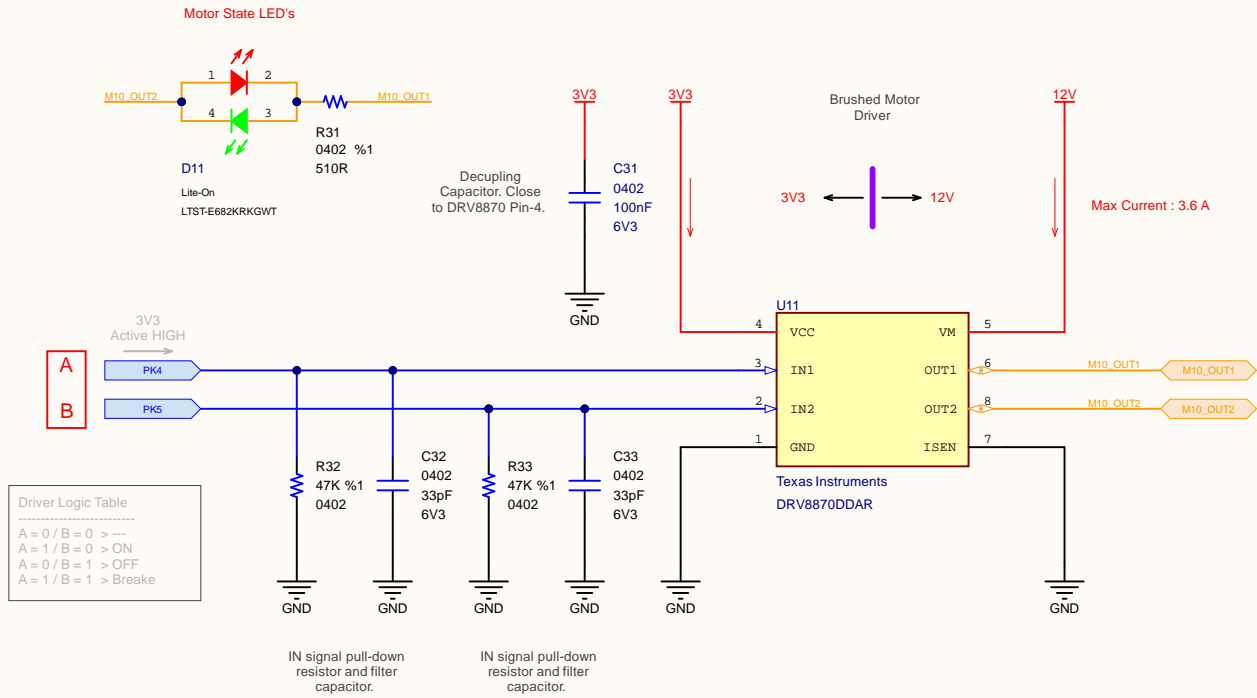 Motor State LED's
1
2
M10_OUT2
M10_OUT1
4
3
R31
0402 %1
510R
D11
Lite-On
LTST-E682KRKGWT
3V3
Decupling
Capacitor. Close
to DRV8870 Pin-4.
C31
0402
100nF
6V3
GND
3V3
Brushed Motor
Driver
12V
3V3
12V
Max Current : 3.6 A
U11
4
VCC
VM
5
3
IN1
OUT1
6
2
IN2
OUT2
8
1
GND
ISEN
7
Texas Instruments
DRV8870DDAR
M10_OUT1
M10_OUT1
M10_OUT2
M10_OUT2
3V3
Active HIGH
A
PK4
B
PK5
R32
47K %1
0402
C32
0402
33pF
6V3
R33
47K %1
0402
C33
0402
33pF
6V3
Driver Logic Table
--------------------------
A = 0 / B = 0 > ---
A = 1 / B = 0 > ON
A = 0 / B = 1 > OFF
A = 1 / B = 1 > Breake
GND
GND
GND
GND
GND
GND
IN signal pull-down
resistor and filter
capacitor.
IN signal pull-down
resistor and filter
capacitor.